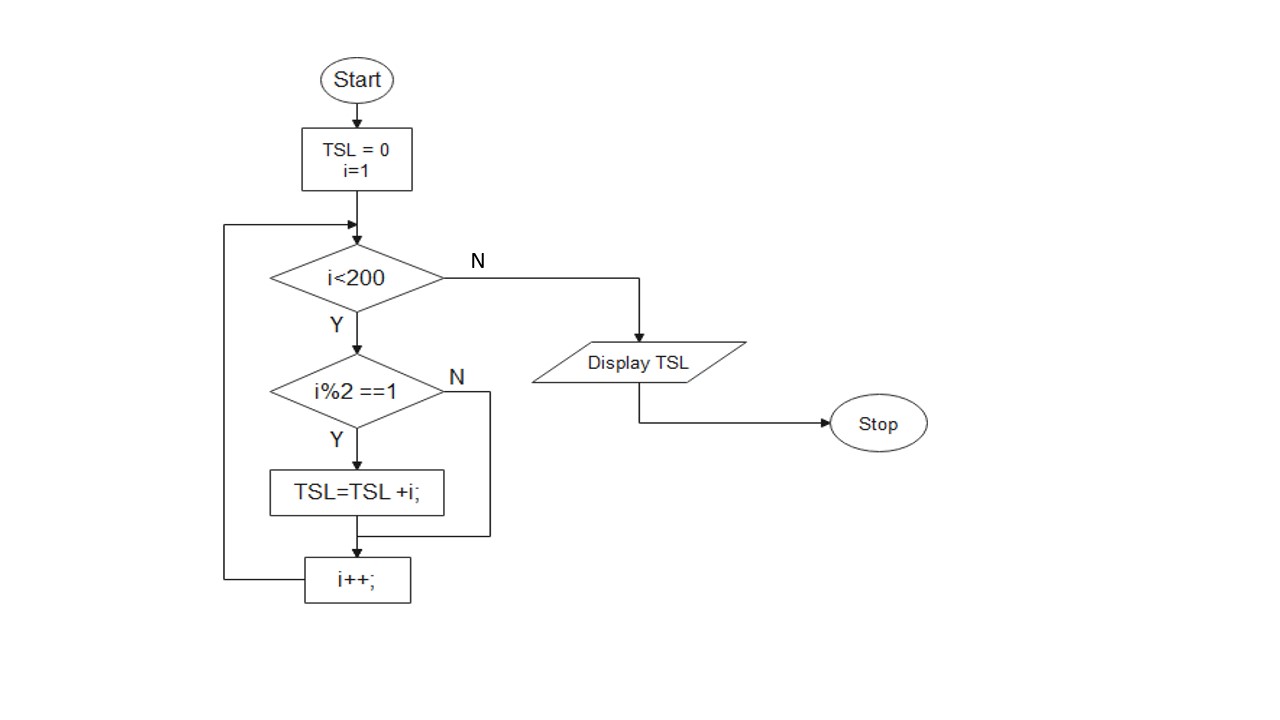 Start
TSL = 0
i=1
i<200
N
Y
Display TSL
i%2 ==1
N
Stop
Y
TSL=TSL +i;
i++;